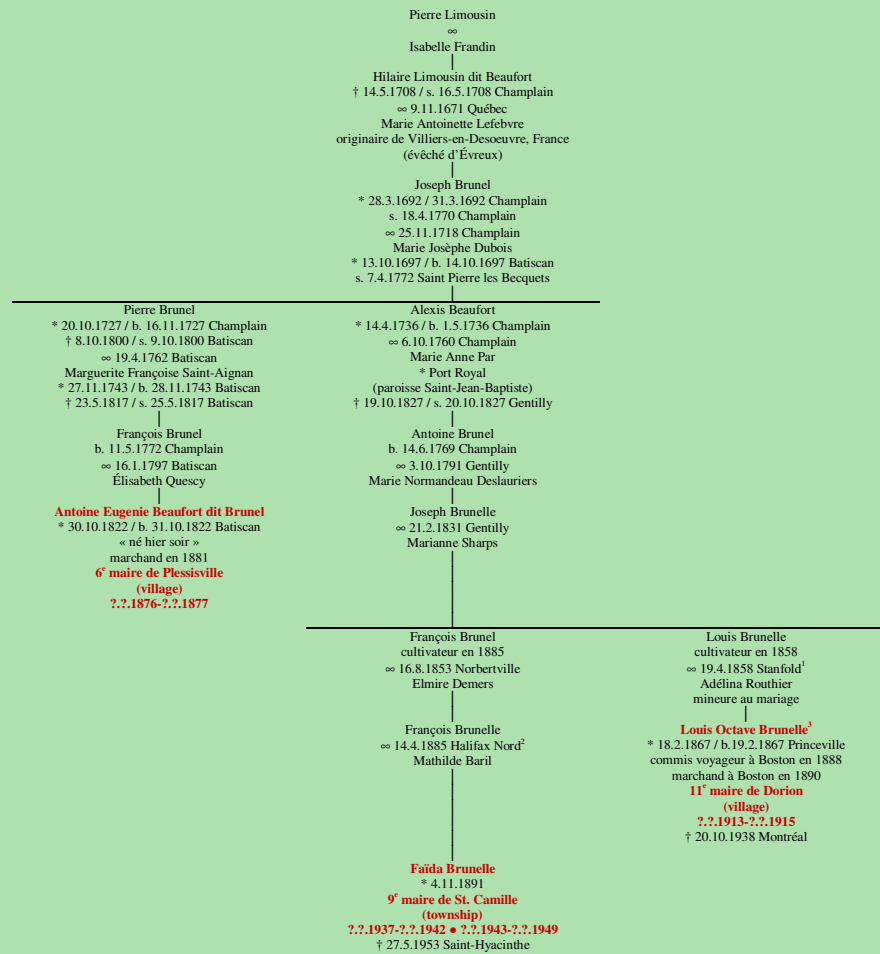 Pierre Limousin
∞
Isabelle Frandin
Hilaire Limousin dit Beaufort
† 14.5.1708 / s. 16.5.1708 Champlain
∞ 9.11.1671 Québec
Marie Antoinette Lefebvre
originaire de Villiers-en-Desoeuvre, France
(évêché d'Évreux)
Joseph Brunel
* 28.3.1692 / 31.3.1692 Champlain
s. 18.4.1770 Champlain
∞ 25.11.1718 Champlain
Marie Josèphe Dubois
* 13.10.1697 / b. 14.10.1697 Batiscan
s. 7.4.1772 Saint Pierre les Becquets
Pierre Brunel
* 20.10.1727 / b. 16.11.1727 Champlain
† 8.10.1800 / s. 9.10.1800 Batiscan
∞ 19.4.1762 Batiscan
Marguerite Françoise Saint-Aignan
* 27.11.1743 / b. 28.11.1743 Batiscan
† 23.5.1817 / s. 25.5.1817 Batiscan
François Brunel
b. 11.5.1772 Champlain
∞ 16.1.1797 Batiscan
Élisabeth Quescy
Antoine Eugenie Beaufort dit Brunel
* 30.10.1822 / b. 31.10.1822 Batiscan
« né hier soir »
marchand en 1881
6e maire de Plessisville
(village)
?.?.1876-?.?.1877
Alexis Beaufort
* 14.4.1736 / b. 1.5.1736 Champlain
∞ 6.10.1760 Champlain
Marie Anne Par
* Port Royal
(paroisse Saint-Jean-Baptiste)
† 19.10.1827 / s. 20.10.1827 Gentilly
Antoine Brunel
b. 14.6.1769 Champlain
∞ 3.10.1791 Gentilly
Marie Normandeau Deslauriers
Joseph Brunelle
∞ 21.2.1831 Gentilly
Marianne Sharps
François Brunel
cultivateur en 1885
∞ 16.8.1853 Norbertville
Elmire Demers
François Brunelle
∞ 14.4.1885 Halifax Nord2
Mathilde Baril
Faïda Brunelle
* 4.11.1891
9e maire de St. Camille
(township)
?.?.1937-?.?.1942 ● ?.?.1943-?.?.1949
† 27.5.1953 Saint-Hyacinthe
Louis Brunelle
cultivateur en 1858
∞ 19.4.1858 Stanfold1
Adélina Routhier
mineure au mariage
Louis Octave Brunelle3
* 18.2.1867 / b.19.2.1867 Princeville
commis voyageur à Boston en 1888
marchand à Boston en 1890
11e maire de Dorion
(village)
?.?.1913-?.?.1915
† 20.10.1938 Montréal